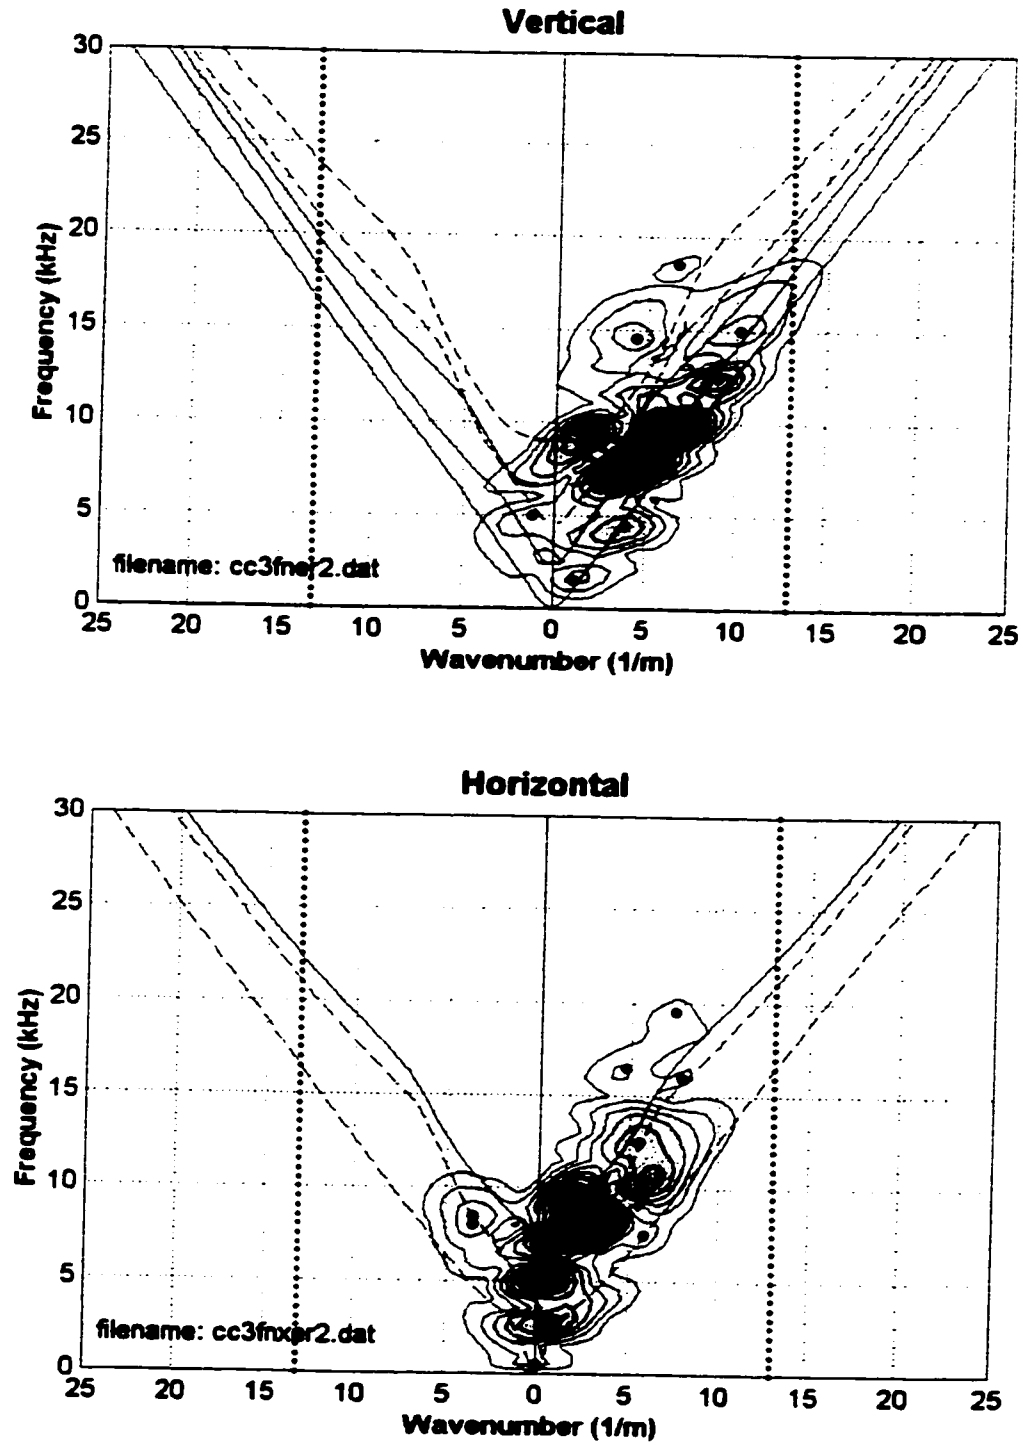 Vertical
30
25
20
15
10
5
0
Frequency (kHz)
filename: cc3fner2.dat
25 20 15 10 5 0 5 10 15 20 25
Wavenumber (1/m)
Horizontal
30
25
20
15
10
5
0
Frequency (kHz)
filename: cc3fnxer2.dat
25 20 15 10 5 0 5 10 15 20 25
Wavenumber (1/m)